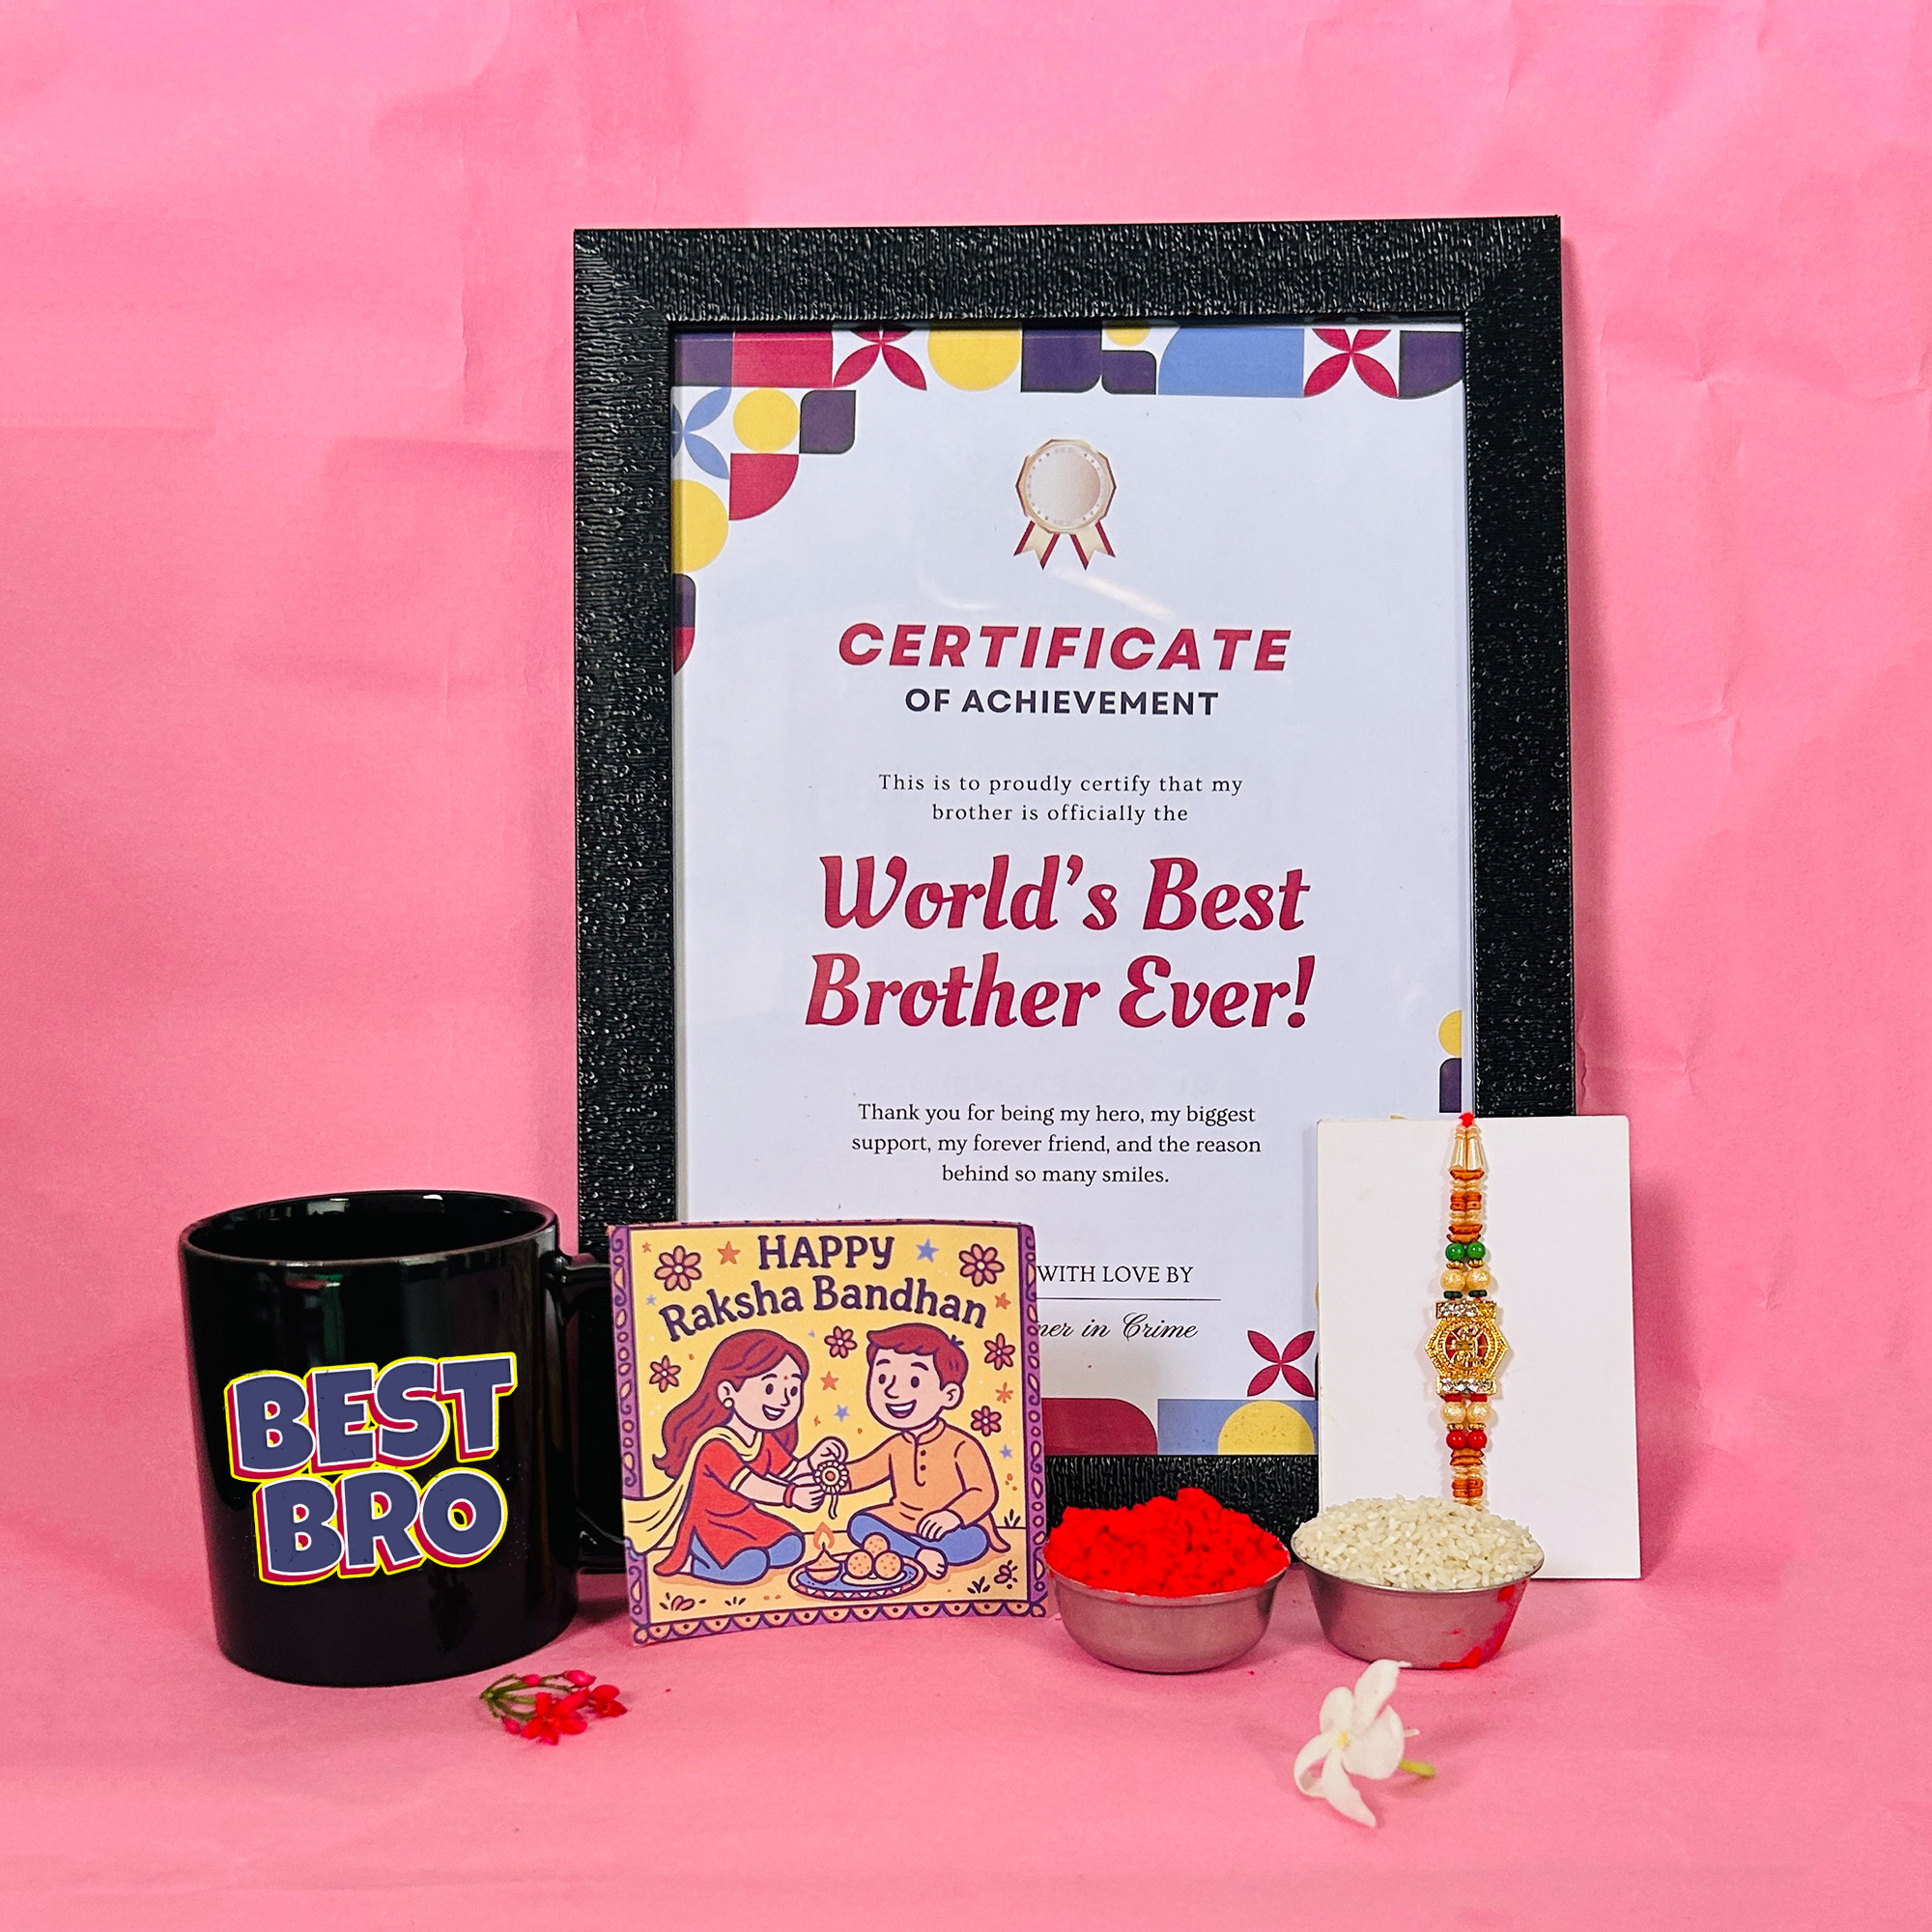 CERTIFICATE
OF ACHIEVEMENT
This is to proudly certify that my
brother is officially the
World's Best
Brother Ever!
Thank you for being my hero, my biggest
support, my forever friend, and the reason
behind so many smiles.
WITH LOVE BY
in Crime
BEST
BRO
HAPPY
Raksha Bandhan